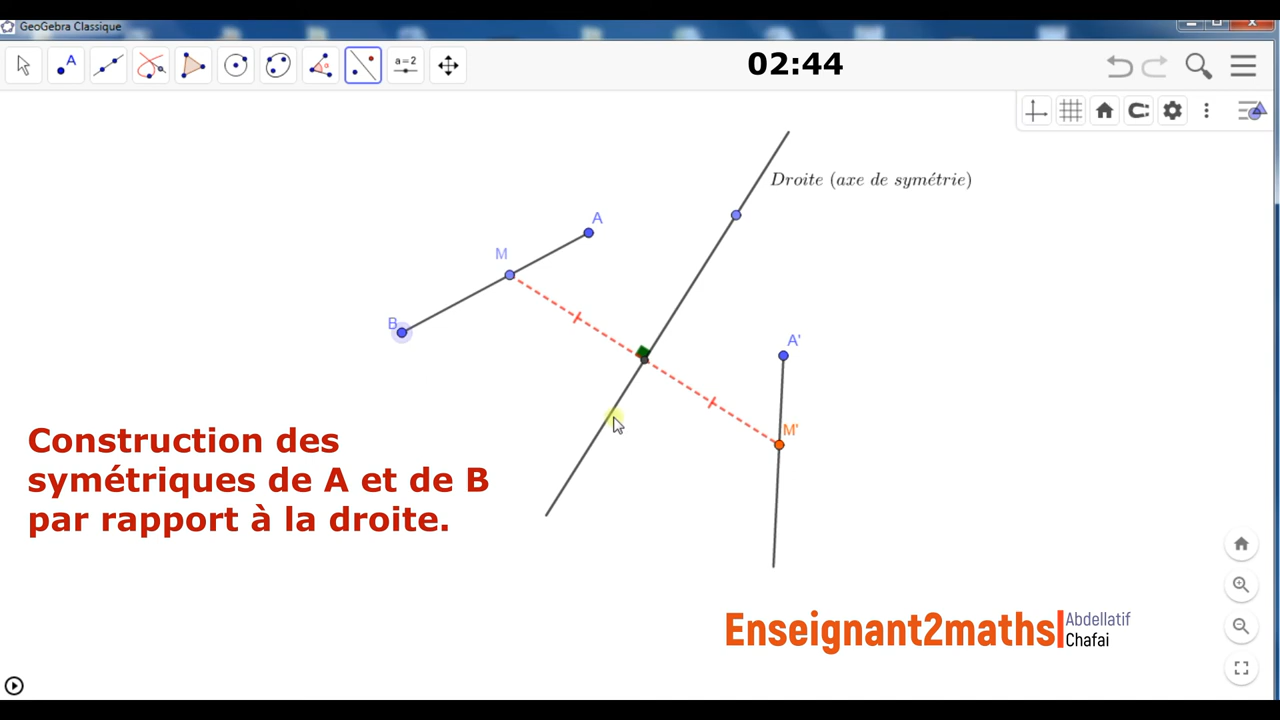 GeoGebra Classique
A
a=2
02:44
Droite (axe de symétrie)
A
M
B
A'
M'
Construction des
symétriques de A et de B
par rapport à la droite.
Enseignant2maths
Abdellatif
Chafai